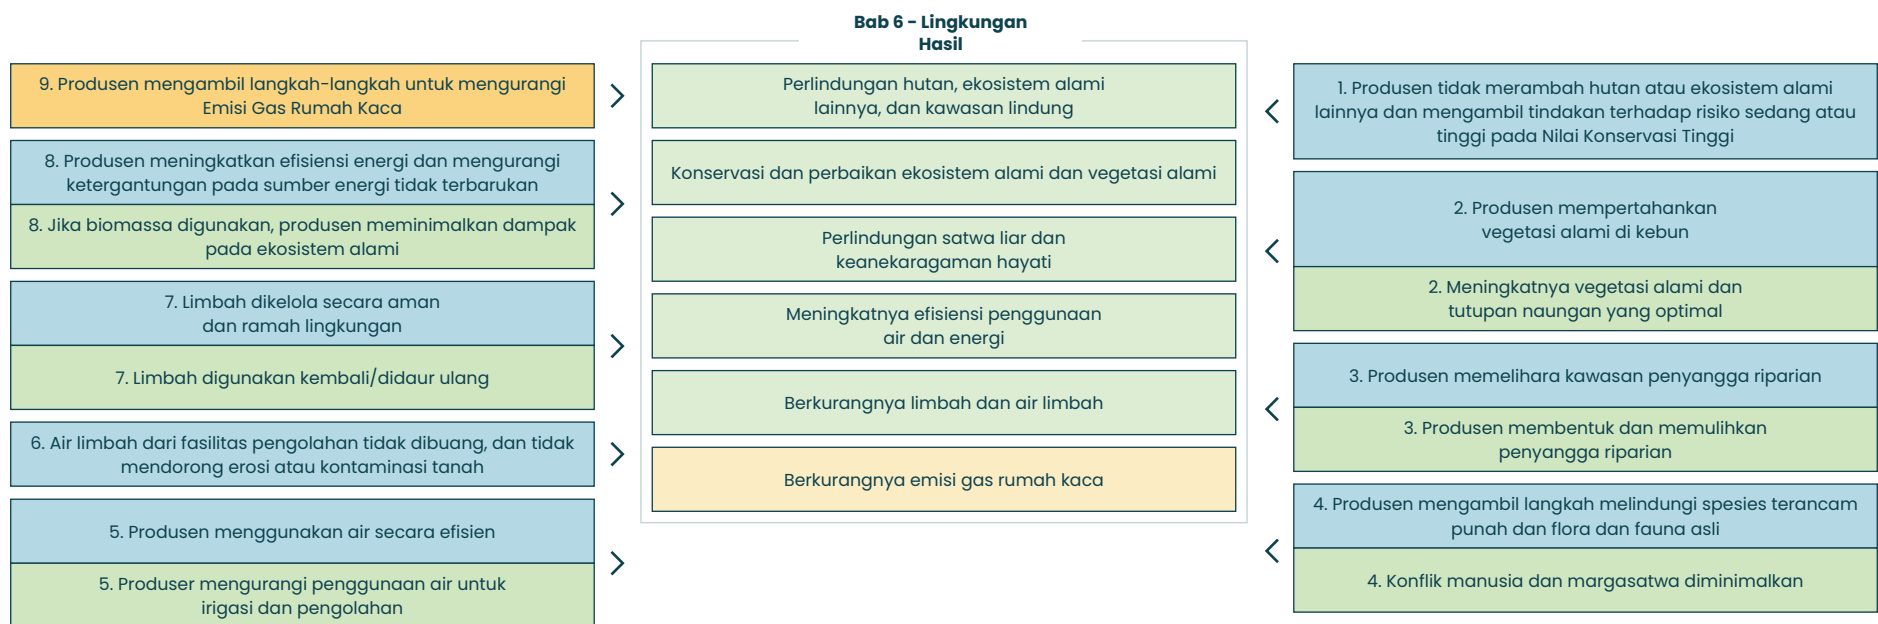 Bab 6 - Lingkungan
Hasil
9. Produsen mengambil langkah-langkah untuk mengurangi
Emisi Gas Rumah Kaca
8. Produsen meningkatkan efisiensi energi dan mengurangi
ketergantungan pada sumber energi tidak terbarukan
8. Jika biomassa digunakan, produsen meminimalkan dampak
pada ekosistem alami
7. Limbah dikelola secara aman
dan ramah lingkungan
7. Limbah digunakan kembali/didaur ulang
6. Air limbah dari fasilitas pengolahan tidak dibuang, dan tidak
mendorong erosi atau kontaminasi tanah
5. Produsen menggunakan air secara efisien
5. Produser mengurangi penggunaan air untuk
irigasi dan pengolahan
Perlindungan hutan, ekosistem alami
lainnya, dan kawasan lindung
Konservasi dan perbaikan ekosistem alami dan vegetasi alami
Perlindungan satwa liar dan
keanekaragaman hayati
Meningkatnya efisiensi penggunaan
air dan energi
Berkurangnya limbah dan air limbah
Berkurangnya emisi gas rumah kaca
1. Produsen tidak merambah hutan atau ekosistem alami
lainnya dan mengambil tindakan terhadap risiko sedang atau
tinggi pada Nilai Konservasi Tinggi
2. Produsen mempertahankan
vegetasi alami di kebun
2. Meningkatnya vegetasi alami dan
tutupan naungan yang optimal
3. Produsen memelihara kawasan penyangga riparian
3. Produsen membentuk dan memulihkan
penyangga riparian
4. Produsen mengambil langkah melindungi spesies terancam
punah dan flora dan fauna asli
4. Konflik manusia dan margasatwa diminimalkan